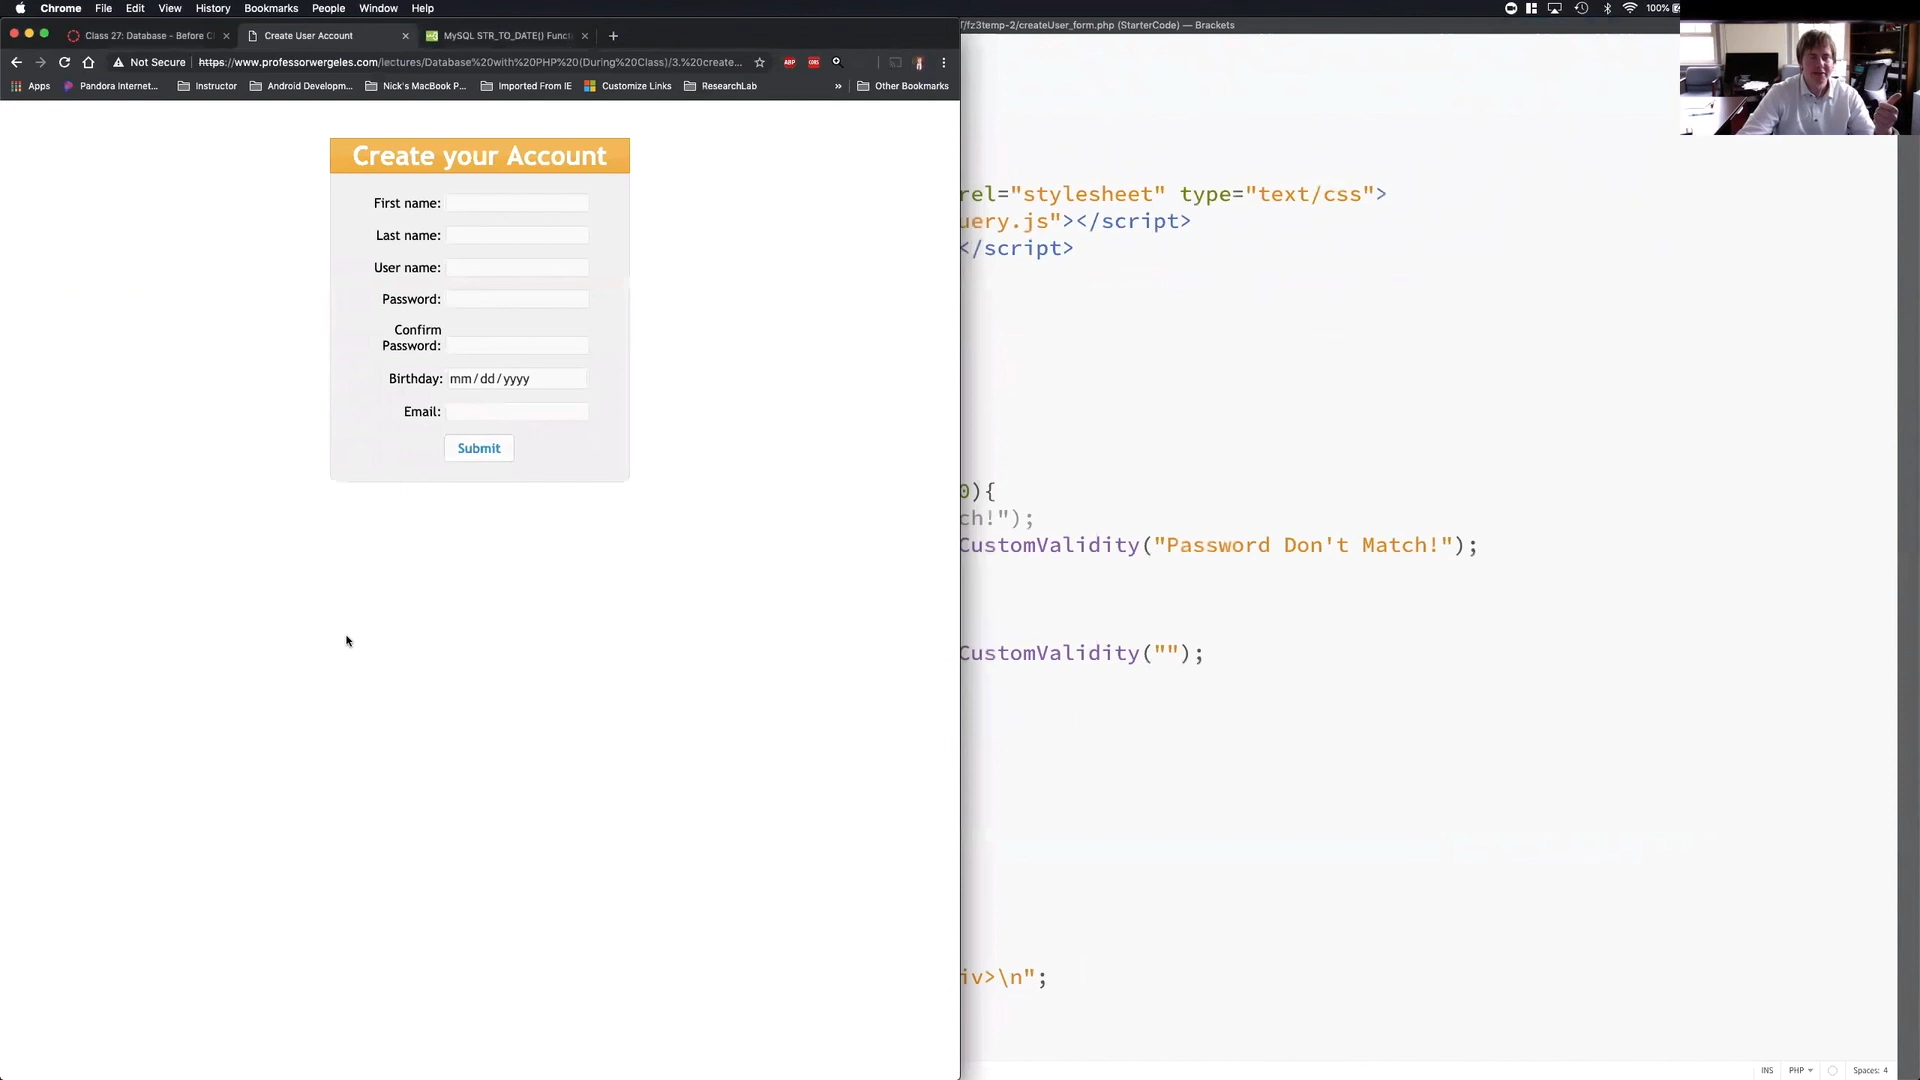 Chrome File Edit View History Bookmarks People Window Help
100%
Class 27: Database - Before C
Create User Account
MySQL STR_TO_DATE() Funct
/fz3temp-2/createUser_form.php (StarterCode) — Brackets
Not Secure
https://www.professorwergeles.com/lectures/Database%20with%20PHP%20(During%20Class)/3.%20create...
ABP
CORS
Apps
Pandora Internet...
Instructor
Android Developm...
Nick's MacBook P...
Imported From IE
Customize Links
ResearchLab
»
Other Bookmarks
Create your Account
First name:
Last name:
User name:
Password:
Confirm
Password:
Birthday: mm/dd/yyyy
Email:
Submit
rel="stylesheet" type="text/css">
uery.js"></script>
</script>
0){
ch!");
CustomValidity("Password Don't Match!");
CustomValidity("");
iv>\n";
INS
PHP
Spaces: 4